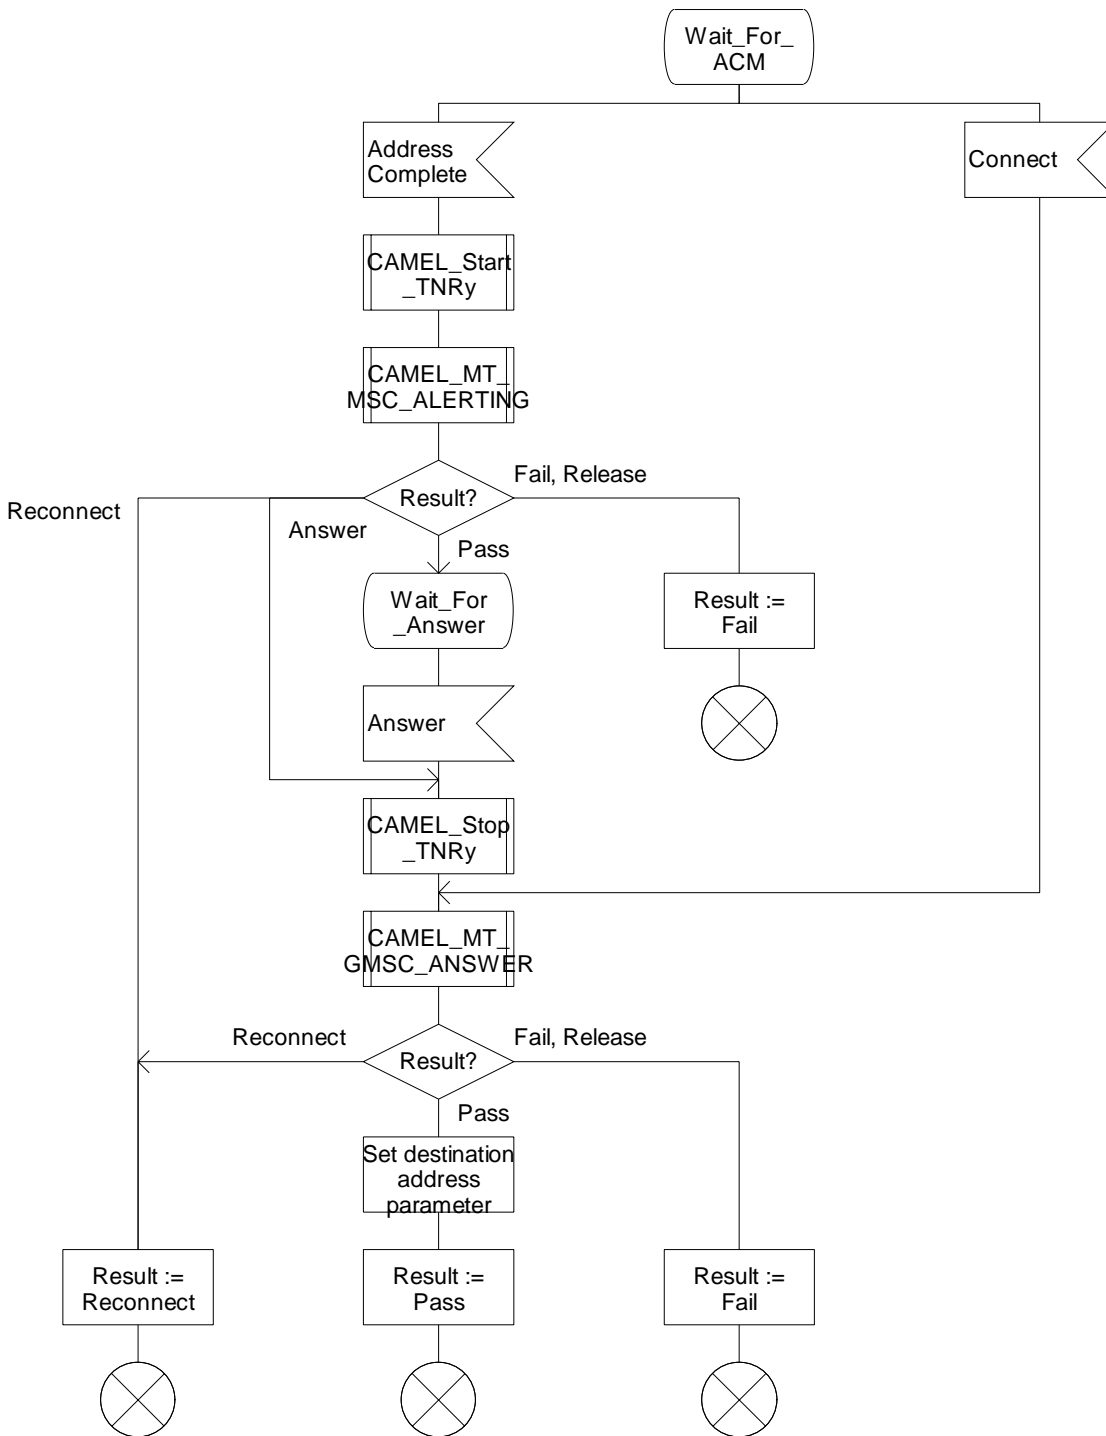 Wait_For_
ACM
Address
Complete
Connect
CAMEL_Start
_TNRy
CAMEL_MT_
MSC_ALERTING
Fail, Release
Result?
Reconnect
Answer
Pass
Wait_For
_Answer
Result :=
Fail
Answer
CAMEL_Stop
_TNRy
CAMEL_MT_
GMSC_ANSWER
Reconnect
Fail, Release
Result?
Pass
Set destination
address
parameter
Result :=
Reconnect
Result :=
Pass
Result :=
Fail